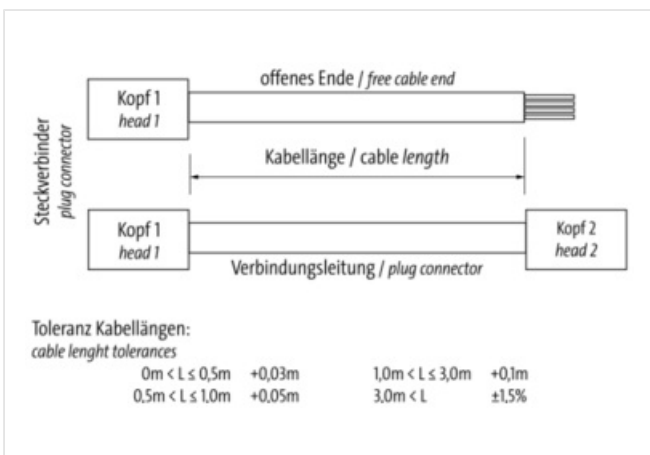 offenes Ende / free cable end
Kopf 1
head 1
Steckverbinder
plug connector
Kabellänge / cable length
Kopf 1
head 1
Kopf 2
head 2
Verbindungsleitung / plug connector
Toleranz Kabellängen:
cable lenght tolerances
0m < L ≤ 0,5m +0,03m 1,0m < L ≤ 3,0m +0,1m
0,5m < L ≤ 1,0m +0,05m 3,0m < L ±1,5%